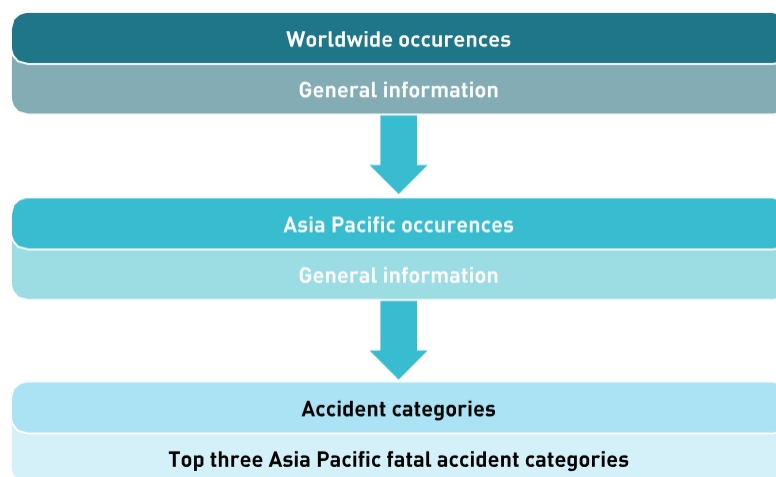 Worldwide occurences
General information
Asia Pacific occurences
General information
Accident categories
Top three Asia Pacific fatal accident categories